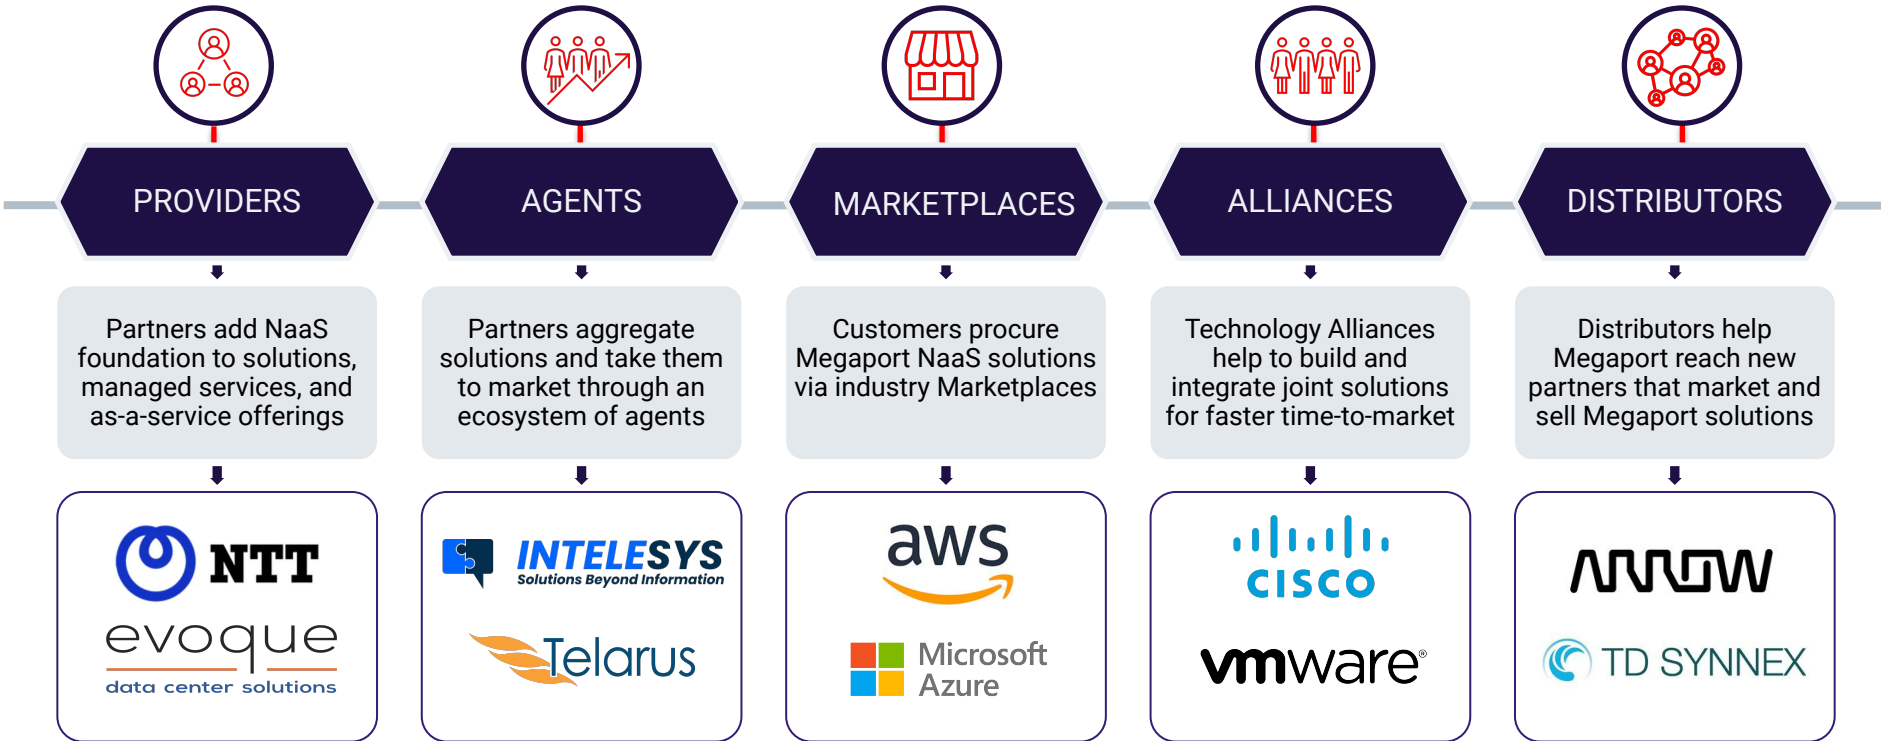 PROVIDERS
AGENTS
MARKETPLACES
ALLIANCES
DISTRIBUTORS
Partners add NaaS
foundation to solutions,
managed services, and
as-a-service offerings
Partners aggregate
solutions and take them
to market through an
ecosystem of agents
Customers procure
Megaport NaaS solutions
via industry Marketplaces
Technology Alliances
help to build and
integrate joint solutions
for faster time-to-market
Distributors help
Megaport reach new
partners that market and
sell Megaport solutions
NTT
evoque
data center solutions
INTELESYS
Solutions Beyond Information
Telarus
aws
Microsoft
Azure
CISCO
vmware®
ARROW
TD SYNNEX